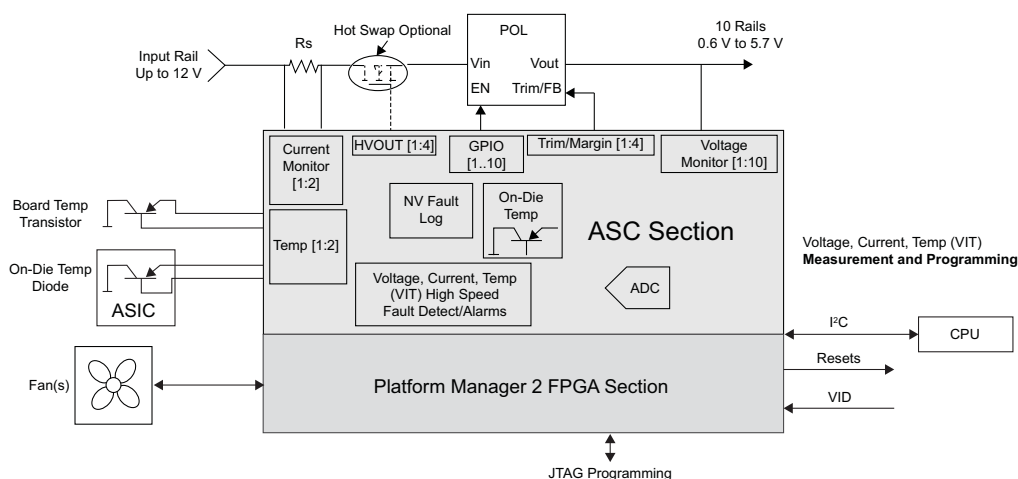 Hot Swap Optional
POL
10 Rails
0.6 V to 5.7 V
Input Rail
Up to 12 V
Rs
Vin
Vout
EN
Trim/FB
Current
Monitor
[1:2]
HVOUT [1:4]
GPIO
[1..10]
Trim/Margin [1:4]
Voltage
Monitor [1:10]
Board Temp
Transistor
NV Fault
Log
On-Die
Temp
ASC Section
Temp [1:2]
Voltage, Current, Temp (VIT)
Measurement and Programming
On-Die Temp
Diode
ASIC
Voltage, Current, Temp
(VIT) High Speed
Fault Detect/Alarms
ADC
I²C
CPU
Resets
Fan(s)
Platform Manager 2 FPGA Section
VID
JTAG Programming